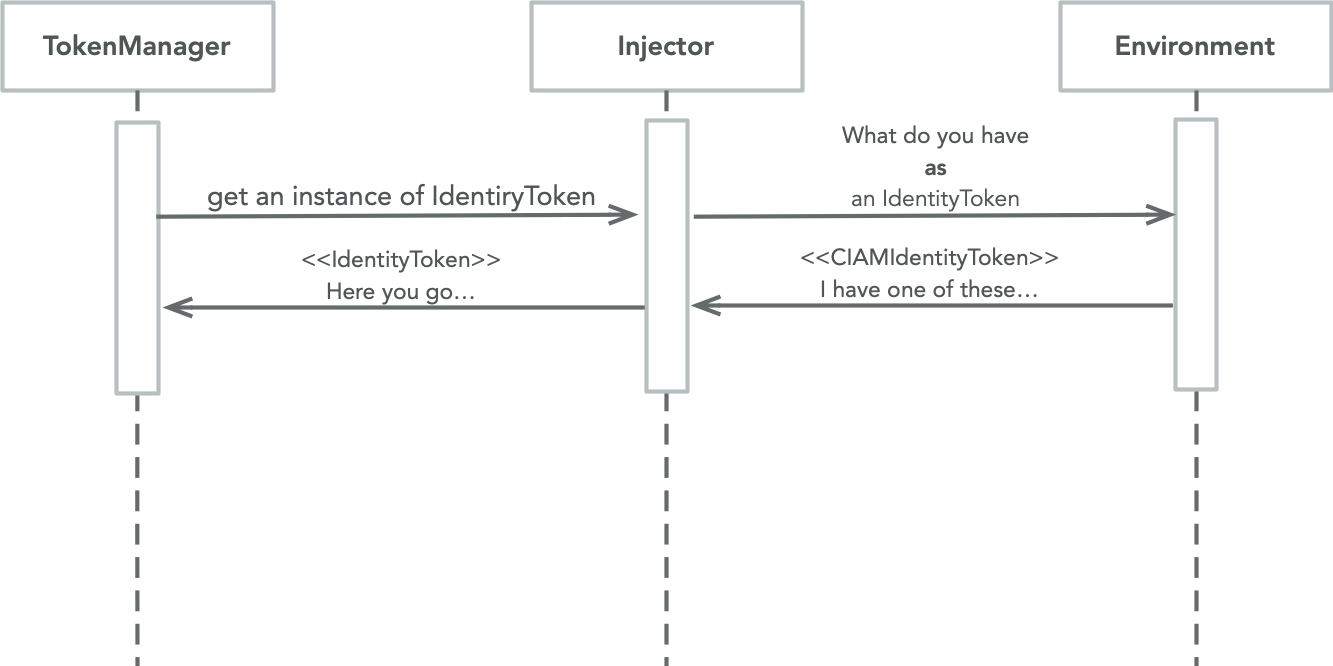 TokenManager
Injector
Environment
get an instance of IdentiryToken
What do you have
as
an IdentityToken
<<IdentityToken>>
Here you go…
<<CIAMIdentityToken>>
I have one of these…